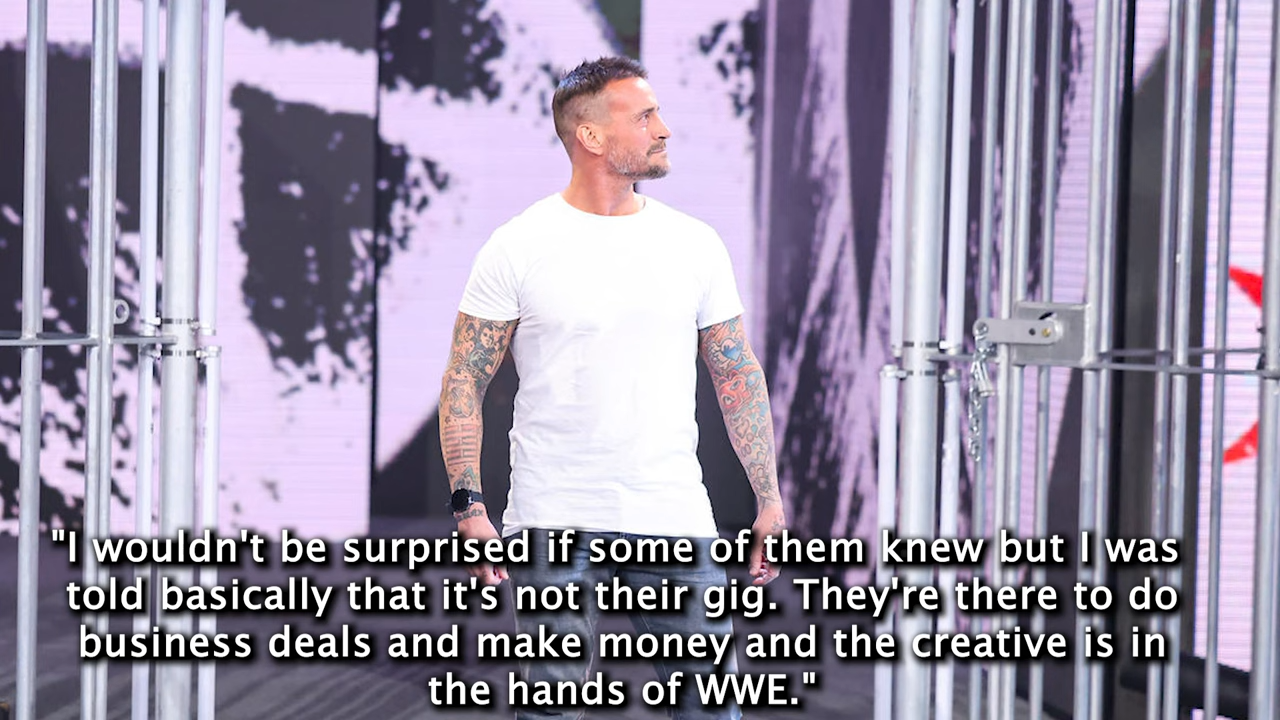 "I wouldn't be surprised if some of them knew but I was
told basically that it's not their gig. They're there to do
business deals and make money and the creative is in
the hands of WWE."